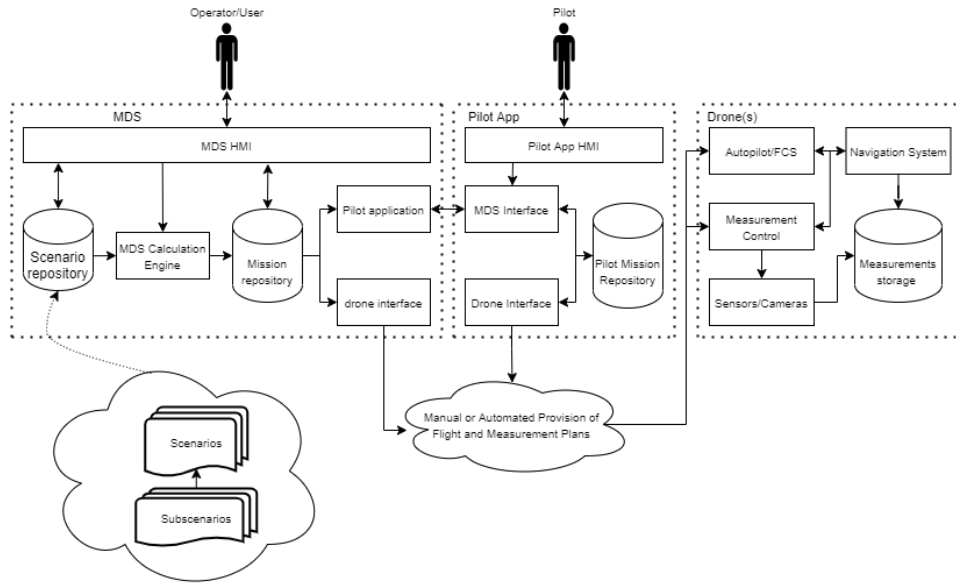 Operator/User
Pilot
MDS
Pilot App
Drone(s)
MDS HMI
Pilot App HMI
Autopilot/FCS
Navigation System
Pilot application
MDS Interface
Scenario
repository
MDS Calculation
Engine
Mission
repository
Pilot Mission
Repository
Measurement
Control
Measurements
storage
drone interface
Drone Interface
Sensors/Cameras
Manual or Automated Provision of
Flight and Measurement Plans
Scenarios
Subscenarios